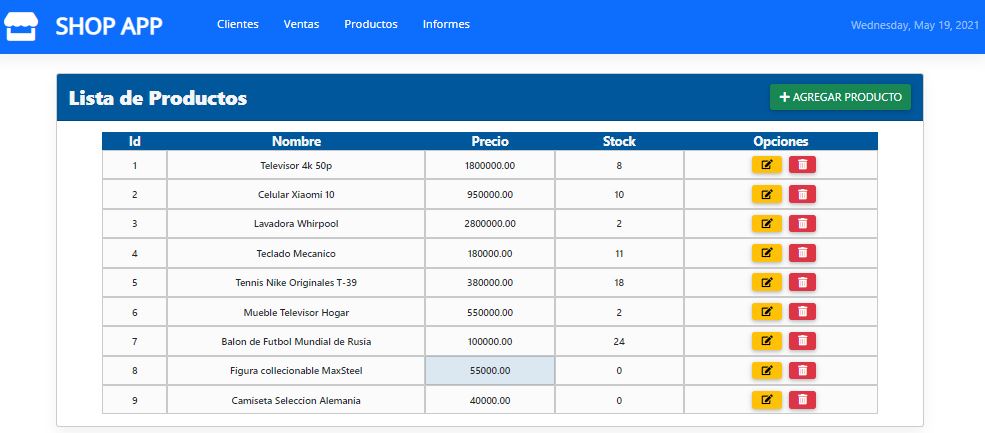 SHOP APP Clientes Ventas Productos Informes Wednesday, May 19, 2021
Lista de Productos AGREGAR PRODUCTO
Id Nombre Precio Stock Opciones
1 Televisor 4k 50p 1800000.00 8
2 Celular Xiaomi 10 950000.00 10
3 Lavadora Whirpool 2800000.00 2
4 Teclado Mecanico 180000.00 11
5 Tennis Nike Originales T-39 380000.00 18
6 Mueble Televisor Hogar 550000.00 2
7 Balon de Futbol Mundial de Rusia 100000.00 24
8 Figura collecionable MaxSteel 55000.00 0
9 Camiseta Seleccion Alemania 40000.00 0